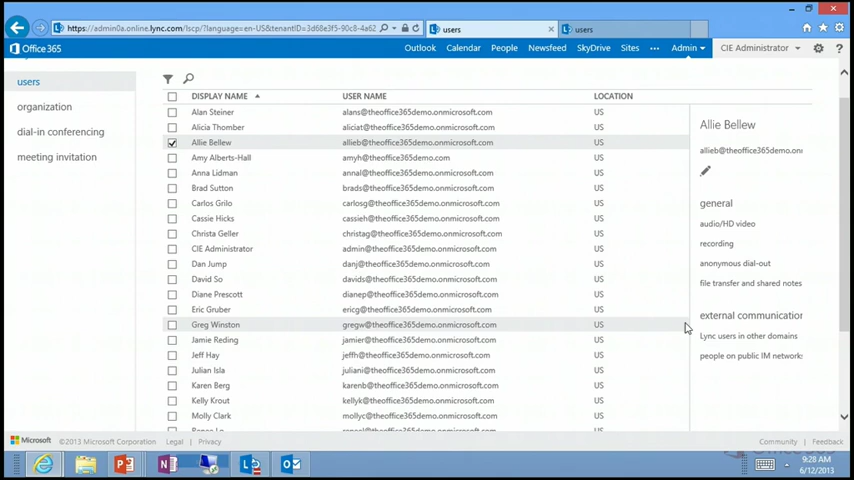 https://admin0a.online.lync.com/lscp/?language=en-US&tenantID=3d68e3f5-90c8-4a62
users
users
Office 365
Outlook Calendar People Newsfeed SkyDrive Sites ... Admin CIE Administrator ?
users
organization
dial-in conferencing
meeting invitation
DISPLAY NAME USER NAME LOCATION
Alan Steiner alans@theoffice365demo.onmicrosoft.com US
Alicia Thomber aliciat@theoffice365demo.onmicrosoft.com US
Allie Bellew allieb@theoffice365demo.onmicrosoft.com US
Amy Alberts-Hall amyh@theoffice365demo.com US
Anna Lidman annal@theoffice365demo.onmicrosoft.com US
Brad Sutton brads@theoffice365demo.onmicrosoft.com US
Carlos Grilo carlosg@theoffice365demo.onmicrosoft.com US
Cassie Hicks cassieh@theoffice365demo.onmicrosoft.com US
Christa Geller christag@theoffice365demo.onmicrosoft.com US
CIE Administrator admin@theoffice365demo.onmicrosoft.com US
Dan Jump danj@theoffice365demo.onmicrosoft.com US
David So davids@theoffice365demo.onmicrosoft.com US
Diane Prescott dianep@theoffice365demo.onmicrosoft.com US
Eric Gruber ericg@theoffice365demo.onmicrosoft.com US
Greg Winston gregw@theoffice365demo.onmicrosoft.com US
Jamie Reding jamier@theoffice365demo.onmicrosoft.com US
Jeff Hay jeffh@theoffice365demo.onmicrosoft.com US
Julian Isla juliani@theoffice365demo.onmicrosoft.com US
Karen Berg karenb@theoffice365demo.onmicrosoft.com US
Kelly Krout kellyk@theoffice365demo.onmicrosoft.com US
Molly Clark mollyc@theoffice365demo.onmicrosoft.com US
Allie Bellew
allieb@theoffice365demo.on
general
audio/HD video
recording
anonymous dial-out
file transfer and shared notes
external communication
Lync users in other domains
people on public IM networks
Microsoft ©2013 Microsoft Corporation Legal Privacy Community Feedback
9:28 AM
6/12/2013